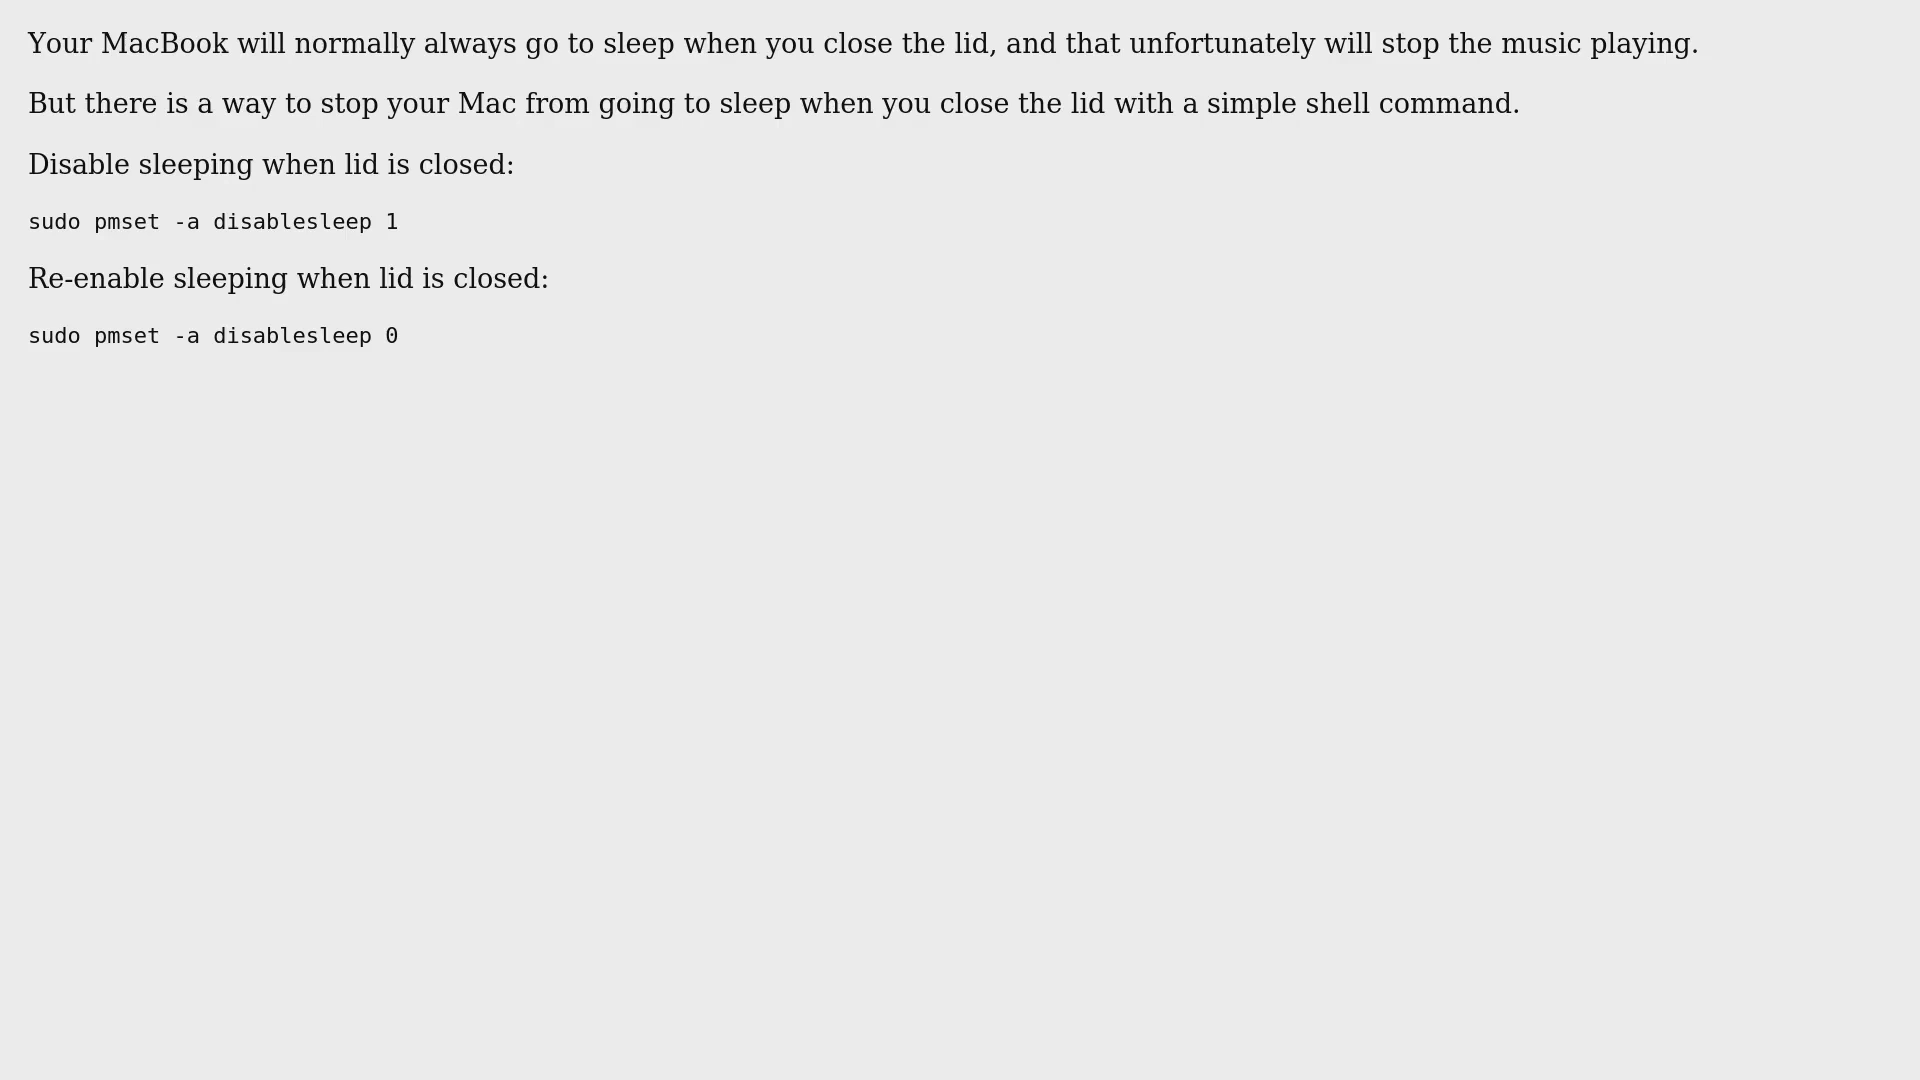 Your MacBook will normally always go to sleep when you close the lid, and that unfortunately will stop the music playing.
But there is a way to stop your Mac from going to sleep when you close the lid with a simple shell command.
Disable sleeping when lid is closed:
sudo pmset -a disablesleep 1
Re-enable sleeping when lid is closed:
sudo pmset -a disablesleep 0